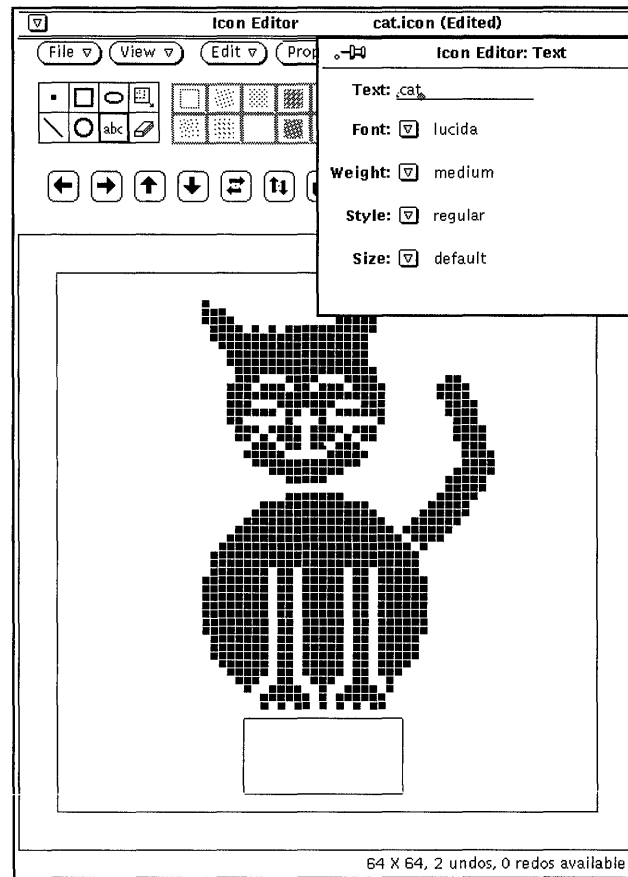 Icon Editor cat.icon (Edited)
File View Edit Prop
Icon Editor: Text
Text: cat
Font: lucida
abc
Weight: medium
Style: regular
Size: default
64 X 64, 2 undos, 0 redos available